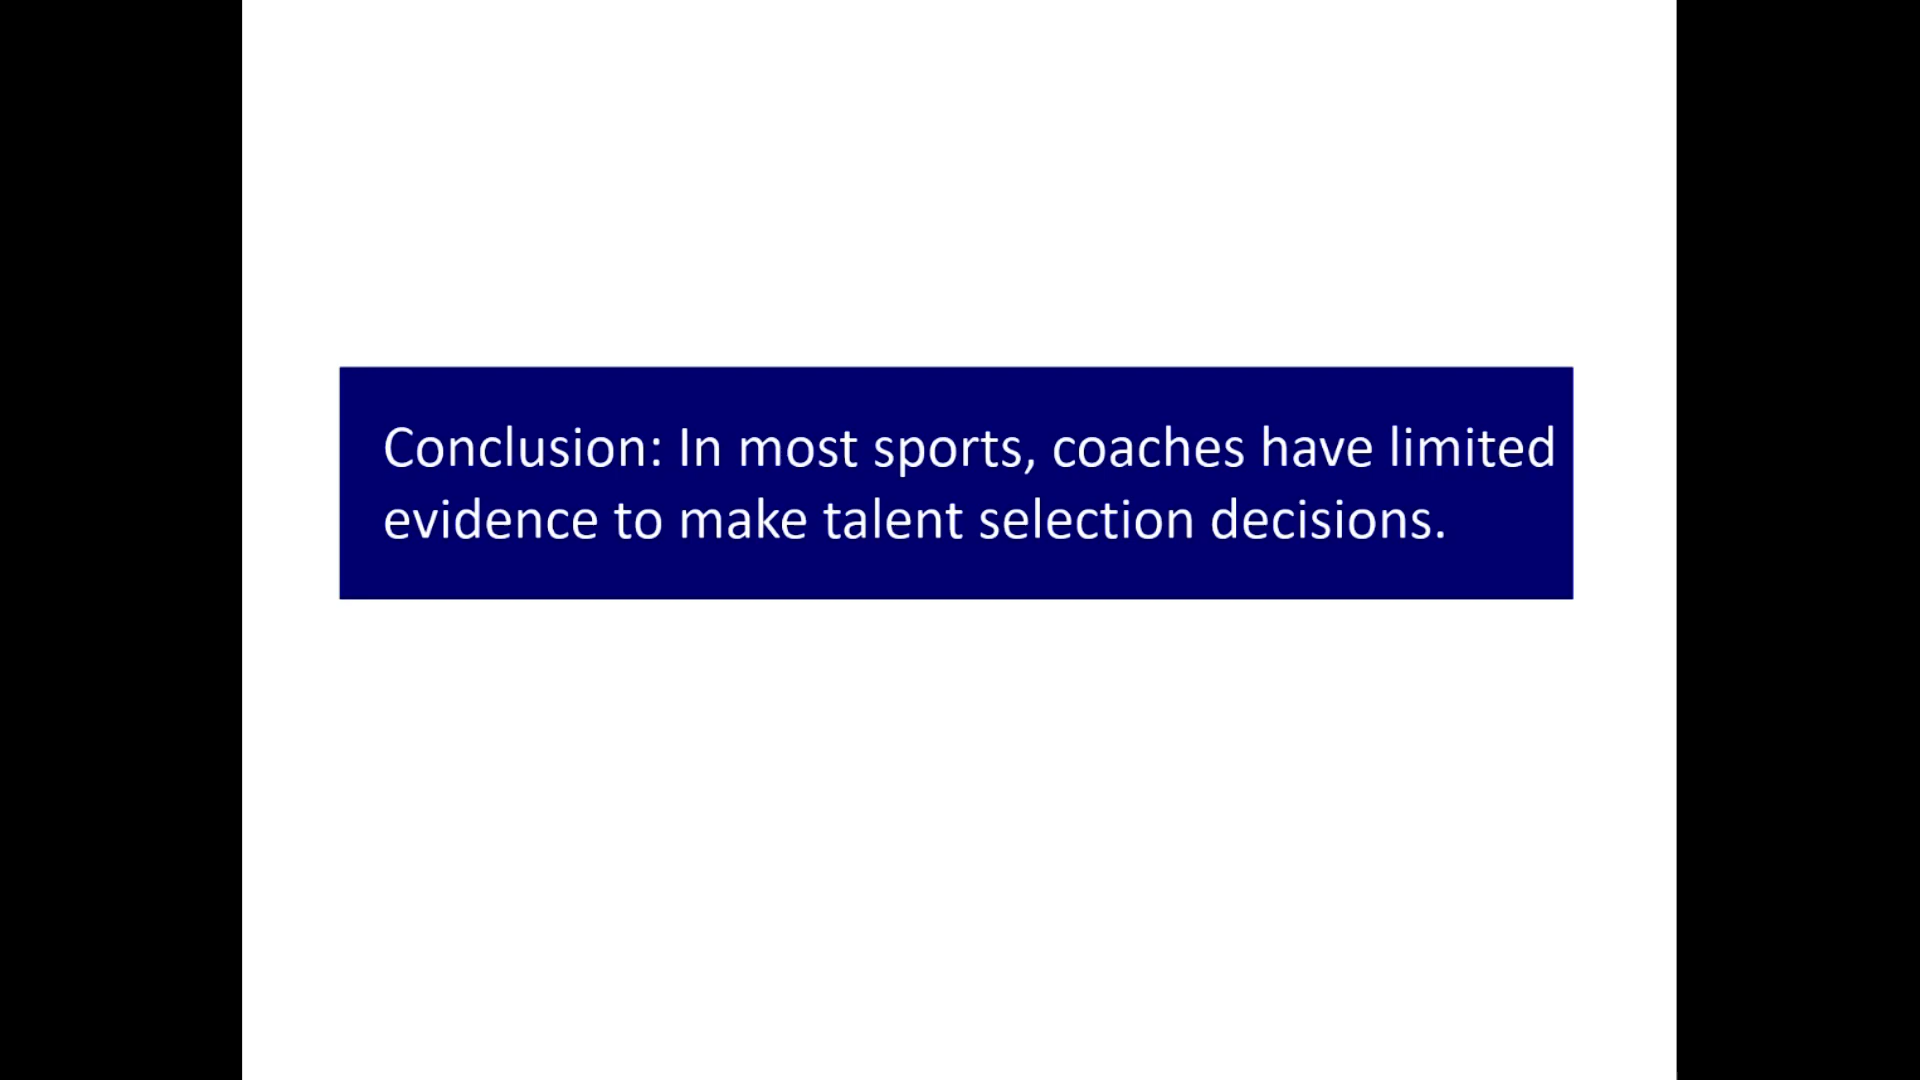 Conclusion: In most sports, coaches have limited
evidence to make talent selection decisions.